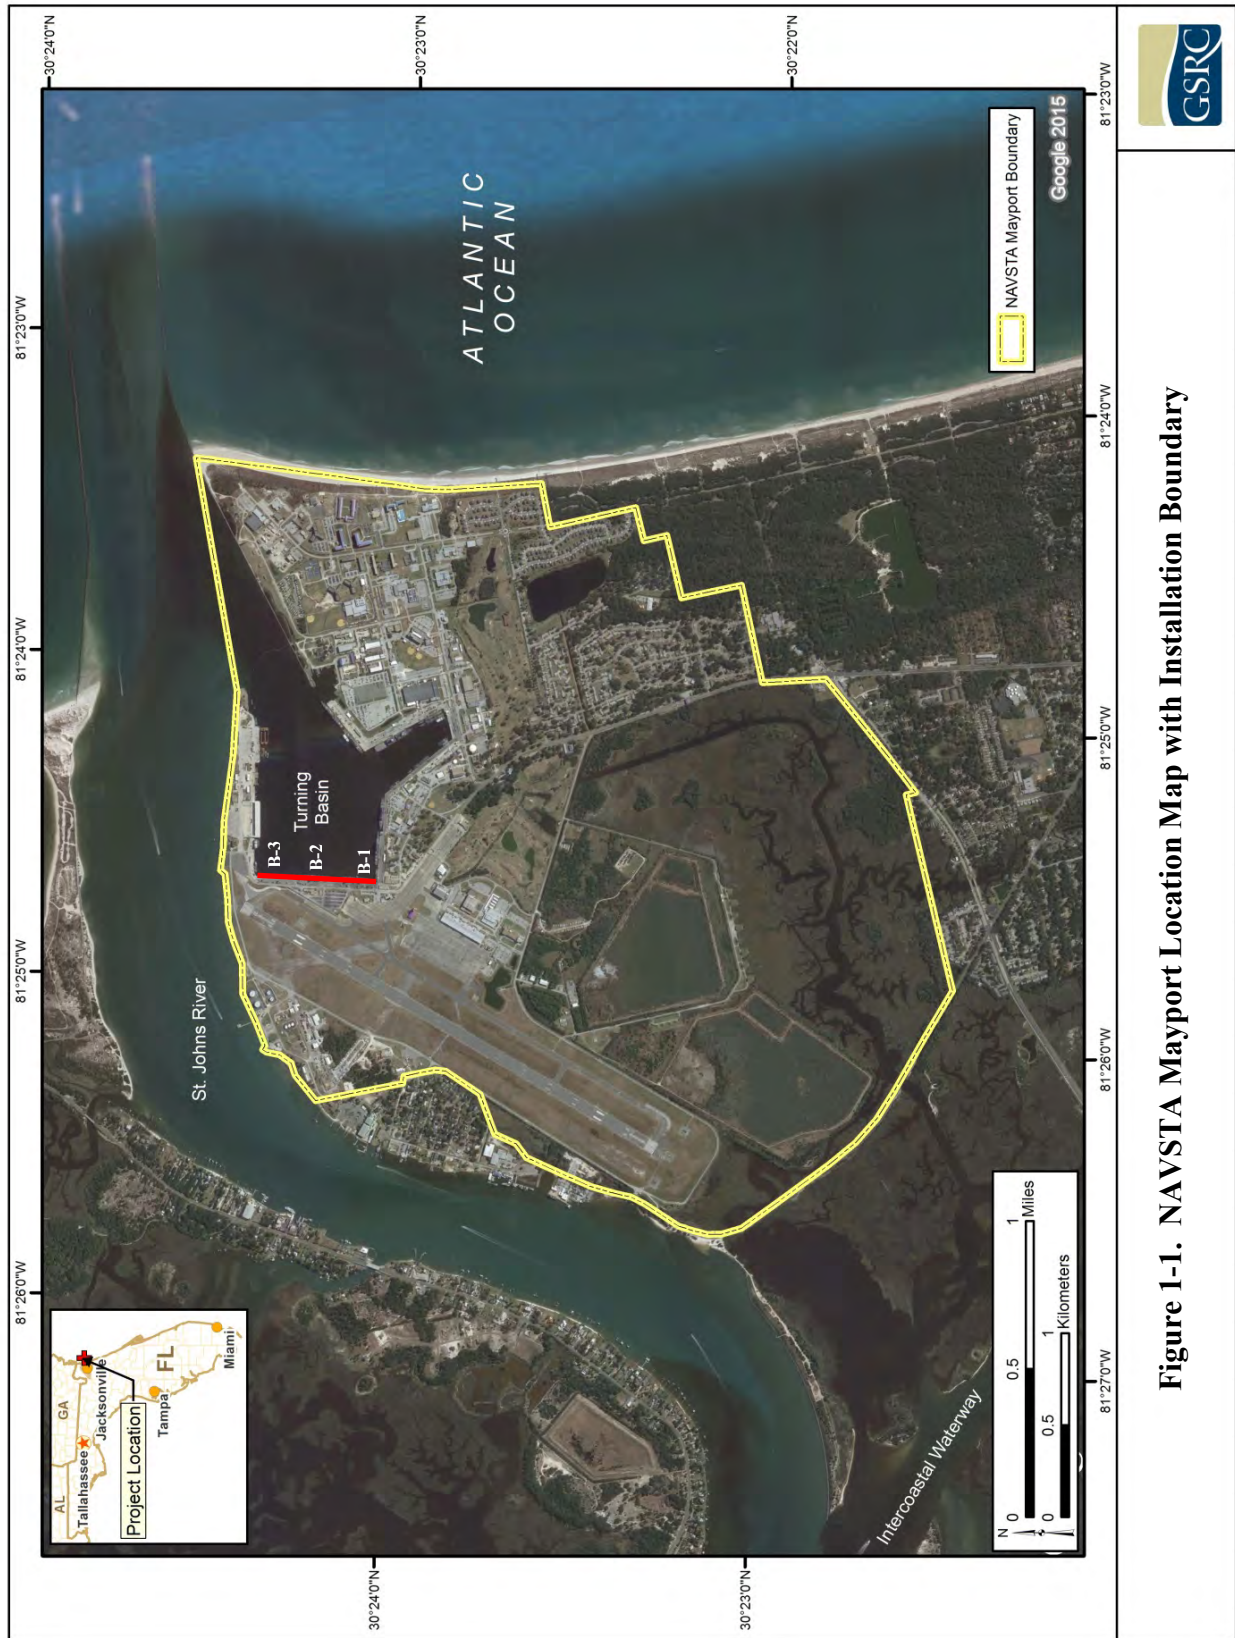 81°26'0"W
81°25'0"W
81°24'0"W
81°23'0"W
30°24'0"N
30°23'0"N
30°22'0"N
AL
GA
Tallahassee
Jacksonville
Project Location
Tampa
FL
Miami
St. Johns River
B-3
B-2
B-1
Turning
Basin
ATLANTIC
OCEAN
Intercoastal Waterway
N
0
0.5
1
Miles
0
0.5
1
Kilometers
NAVSTA Mayport Boundary
Google 2015
30°24'0"N
30°23'0"N
81°27'0"W
81°26'0"W
81°25'0"W
81°24'0"W
81°23'0"W
Figure 1-1. NAVSTA Mayport Location Map with Installation Boundary
GSRC